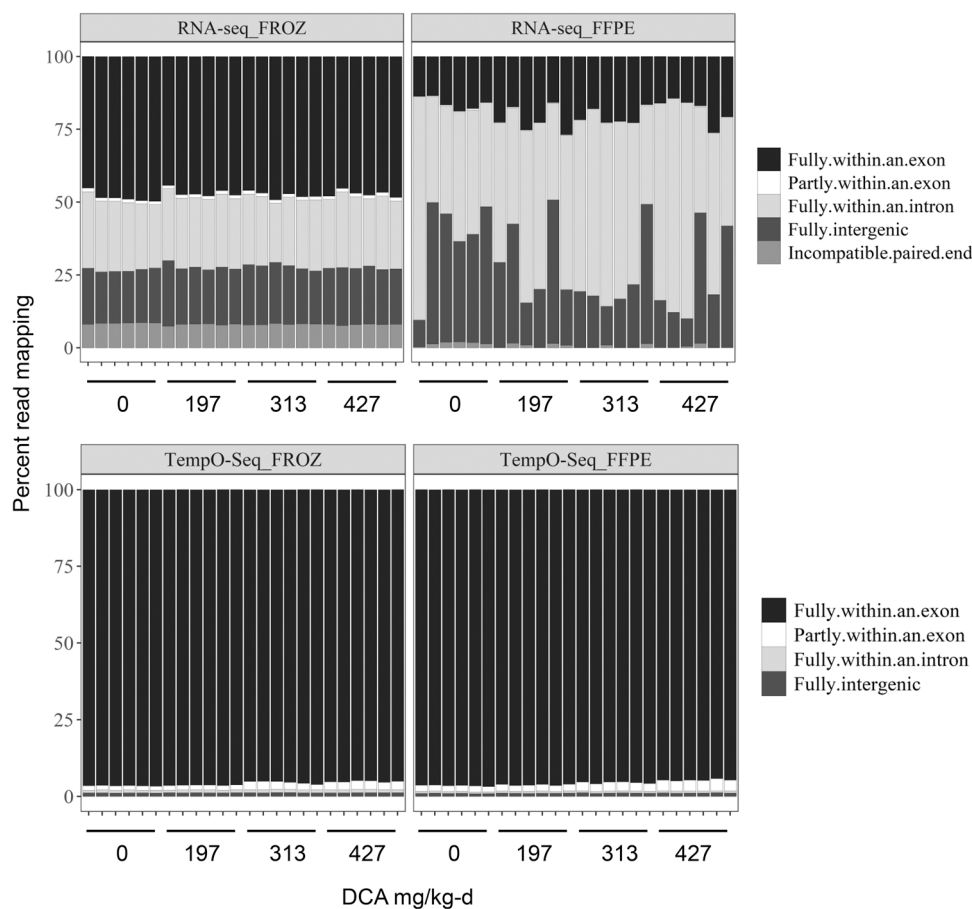 RNA-seq_FROZ
RNA-seq_FFPE
100
75
50
25
0
Fully.within.an.exon
Partly.within.an.exon
Fully.within.an.intron
Fully.intergenic
Incompatible.paired.end
0 197 313 427
0 197 313 427
Percent read mapping
TempO-Seq_FROZ
TempO-Seq_FFPE
100
75
50
25
0
Fully.within.an.exon
Partly.within.an.exon
Fully.within.an.intron
Fully.intergenic
0 197 313 427
0 197 313 427
DCA mg/kg-d